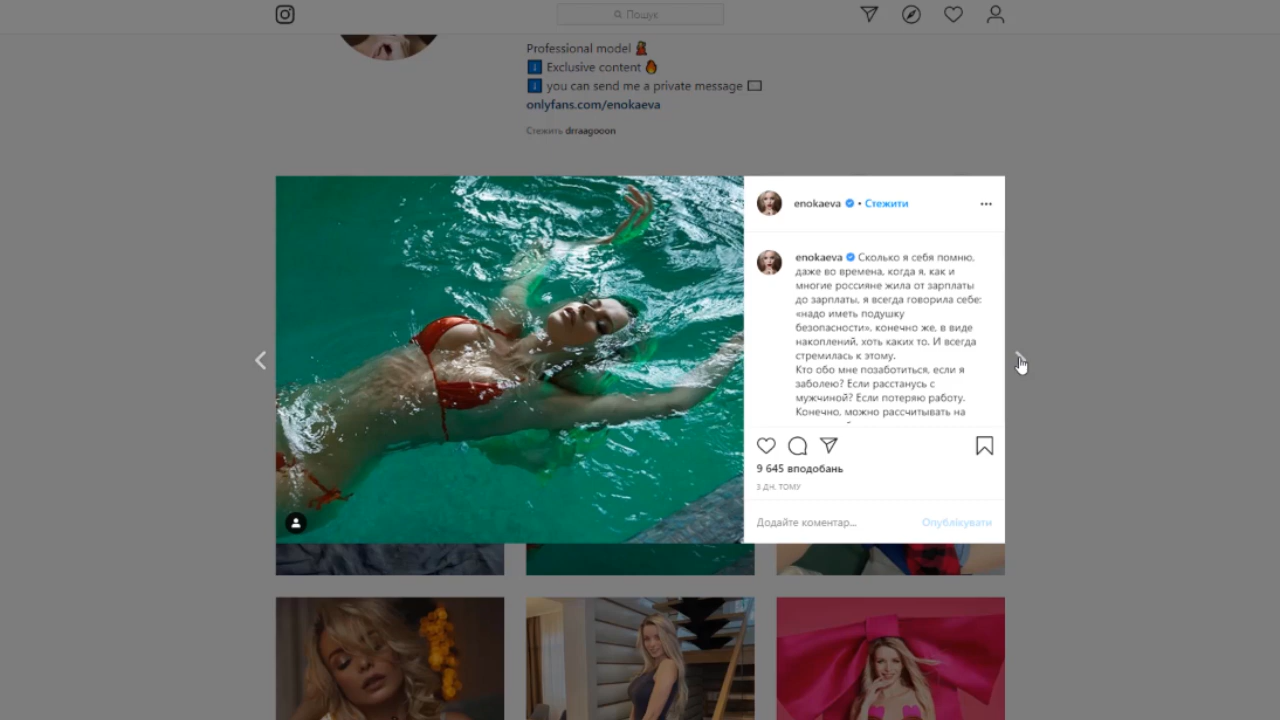 Пошук
Professional model
Exclusive content
you can send me a private message
onlyfans.com/enokaeva
Стежить drraagooon
enokaeva • Стежити
enokaeva Сколько я себя помню,
даже во времена, когда я, как и
многие россияне жила от зарплаты
до зарплаты, я всегда говорила себе:
«надо иметь подушку
безопасности», конечно же, в виде
накоплений, хоть каких то. И всегда
стремилась к этому.
Кто обо мне позаботиться, если я
заболею? Если расстанусь с
мужчиной? Если потеряю работу.
Конечно, можно рассчитывать на
9 645 вподобань
3 ДН. ТОМУ
Додайте коментар...
Опублікувати